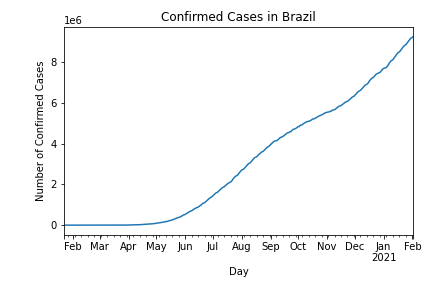 Confirmed Cases in Brazil
1e6
8
6
4
2
0
Number of Confirmed Cases
Feb Mar Apr May Jun Jul Aug Sep Oct Nov Dec Jan Feb
2021
Day